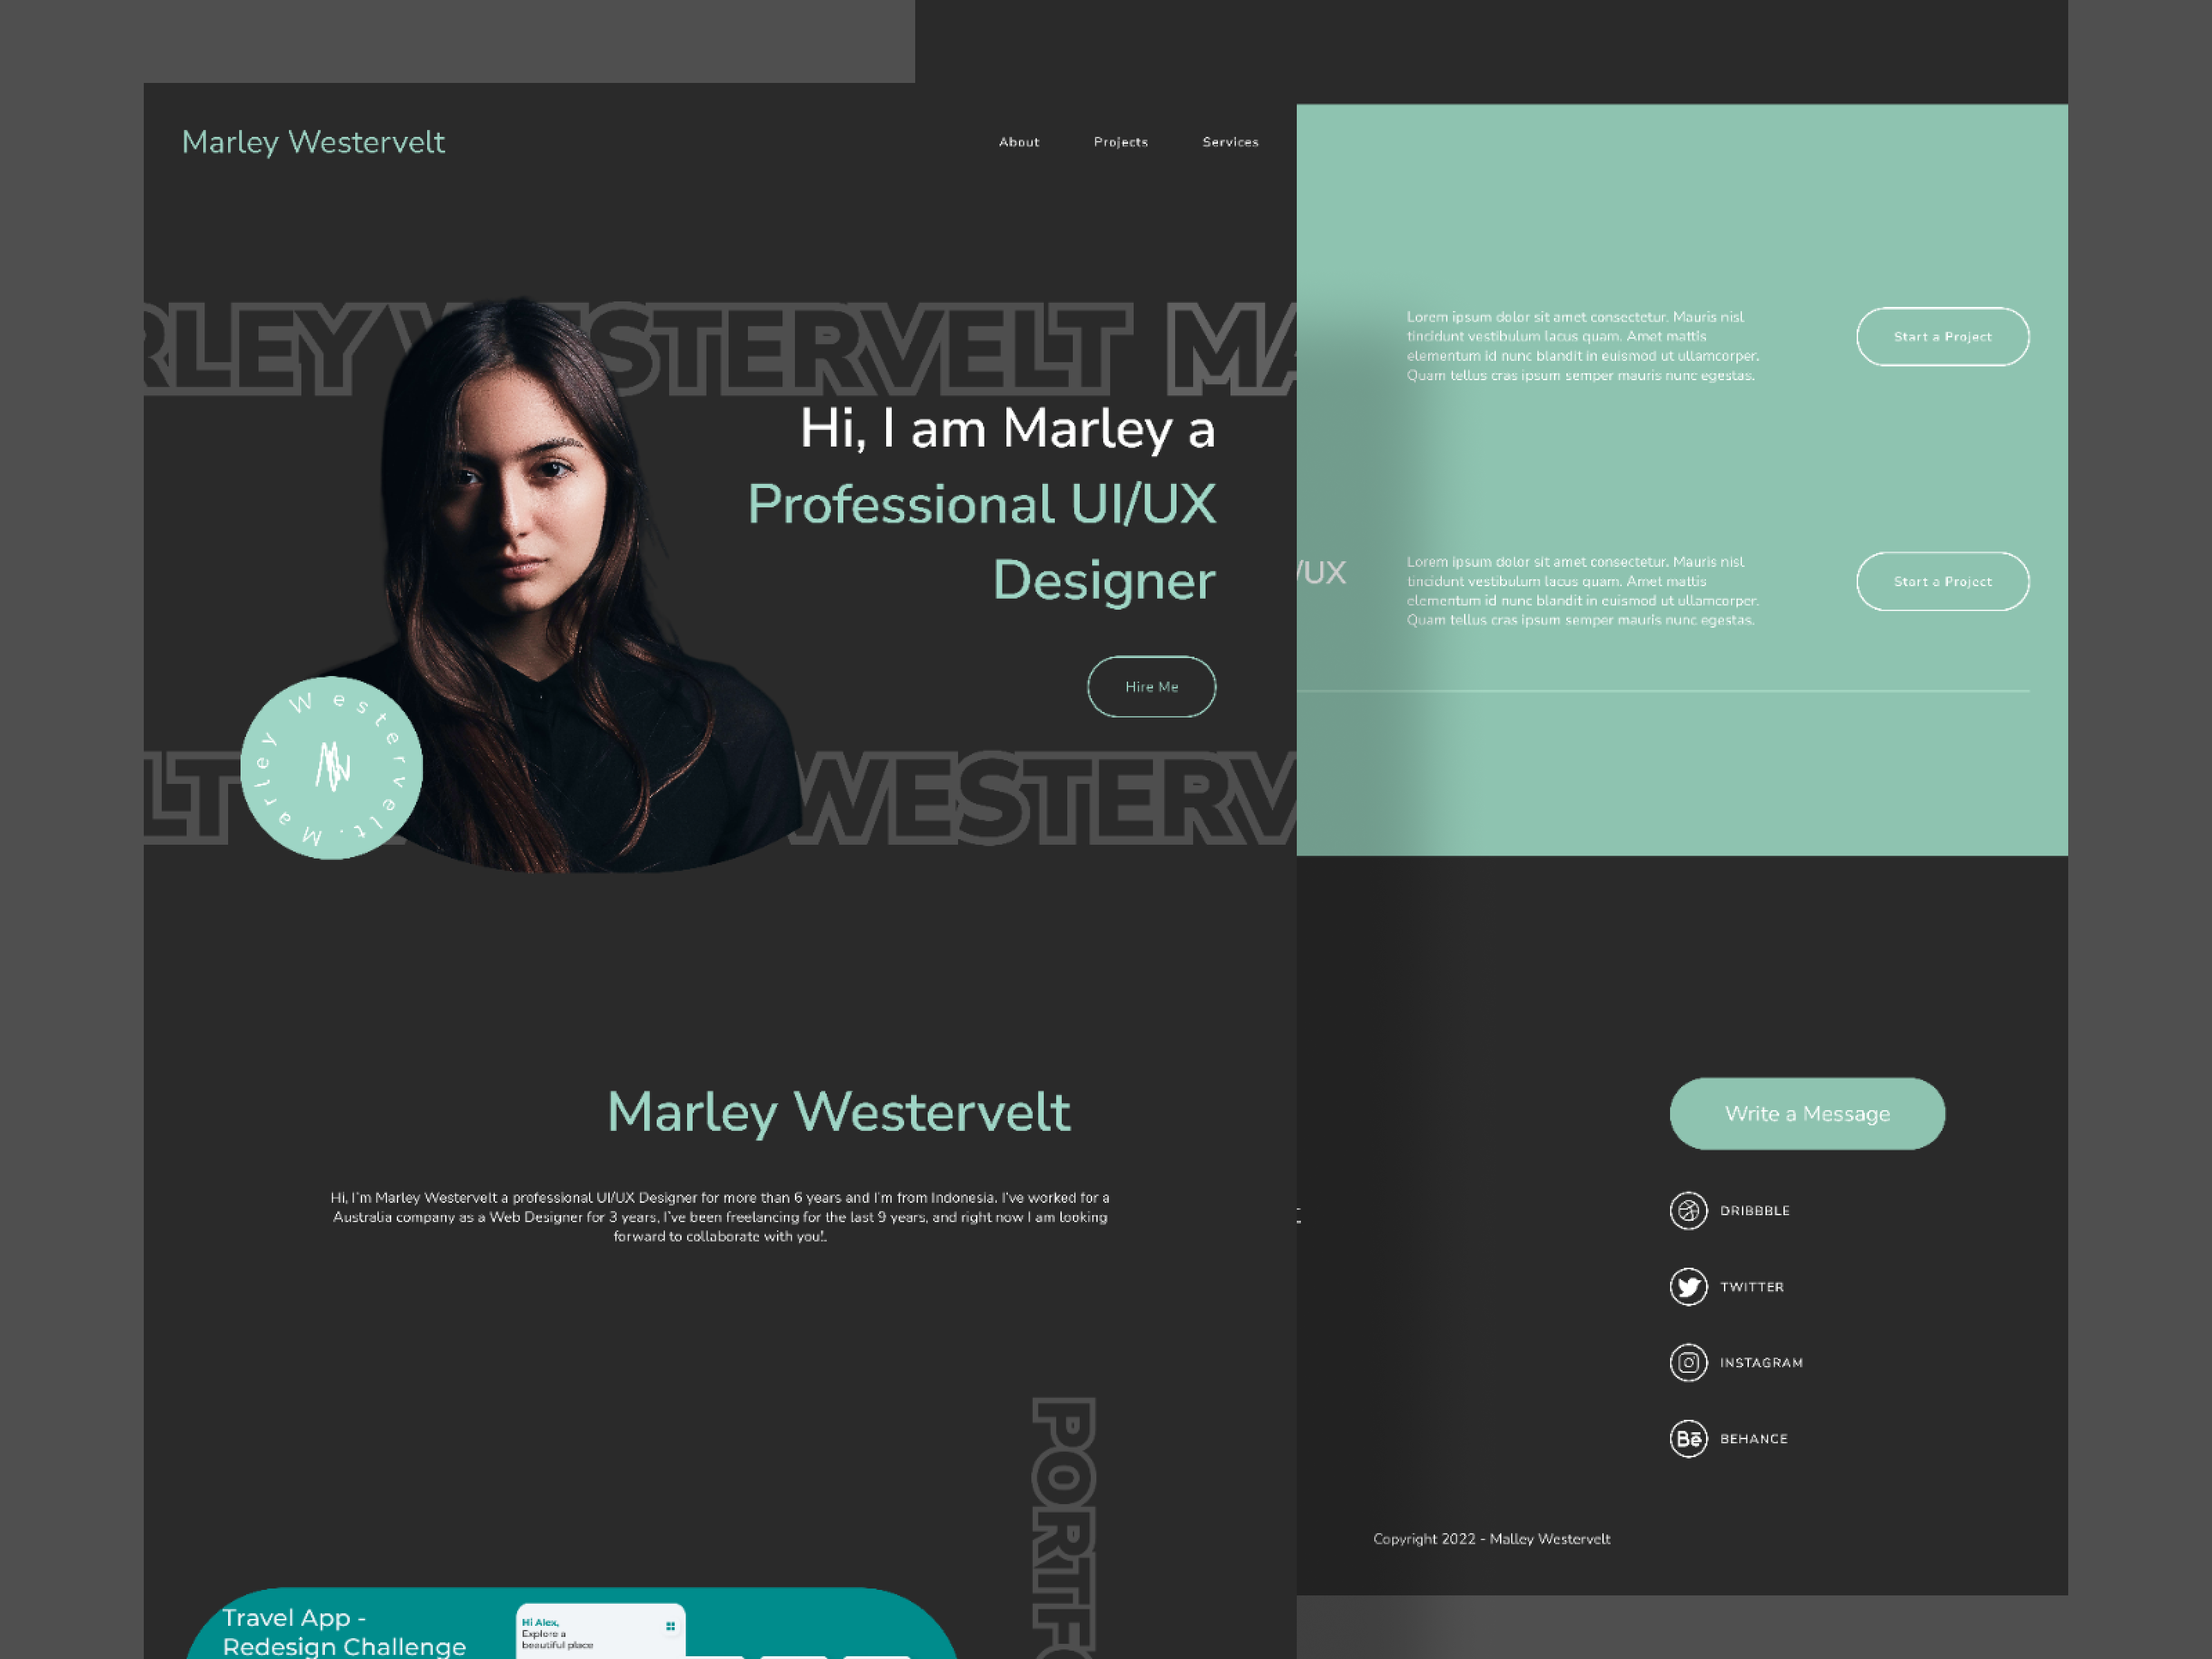 Marley Westervelt
About
Projects
Services
RLEY WESTERVELT MA
Hi, I am Marley a
Professional UI/UX
Designer
Hire Me
Marley Westervelt.
LT
WESTERV
Marley Westervelt
Hi, I'm Marley Westervelt a professional UI/UX Designer for more than 6 years and I'm from Indonesia. I've worked for a
Australia company as a Web Designer for 3 years, I've been freelancing for the last 9 years, and right now I am looking
forward to collaborate with you!.
PORTFO
Travel App -
Redesign Challenge
Hi Alex,
Explore a
beautiful place
Lorem ipsum dolor sit amet consectetur. Mauris nisl
tincidunt vestibulum lacus quam. Amet mattis
elementum id nunc blandit in euismod ut ullamcorper.
Quam tellus cras ipsum semper mauris nunc egestas.
Start a Project
/UX
Lorem ipsum dolor sit amet consectetur. Mauris nisl
tincidunt vestibulum lacus quam. Amet mattis
elementum id nunc blandit in euismod ut ullamcorper.
Quam tellus cras ipsum semper mauris nunc egestas.
Start a Project
Write a Message
DRIBBBLE
TWITTER
INSTAGRAM
Bē BEHANCE
Copyright 2022 - Malley Westervelt